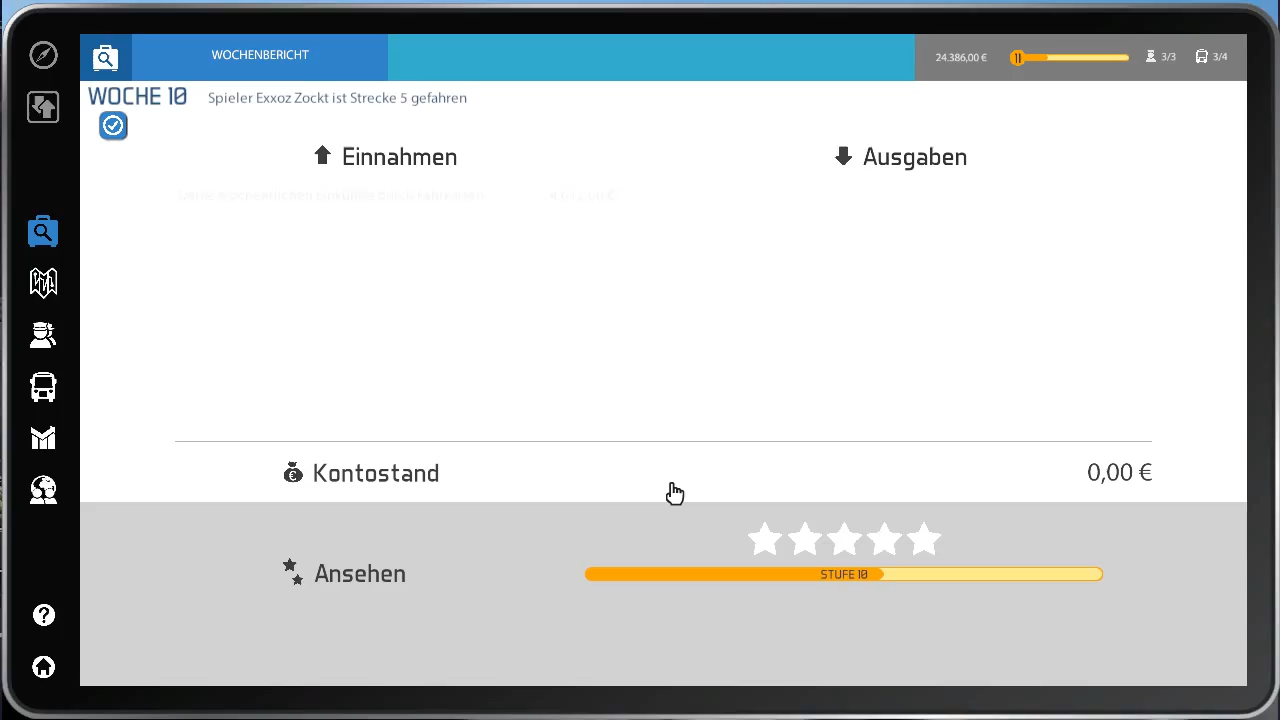 WOCHENBERICHT
24.386,00 €
11
3/3
3/4
WOCHE 10
Spieler Exxoz Zockt ist Strecke 5 gefahren
Einnahmen
Ausgaben
Kontostand
0,00 €
Ansehen
STUFE 10